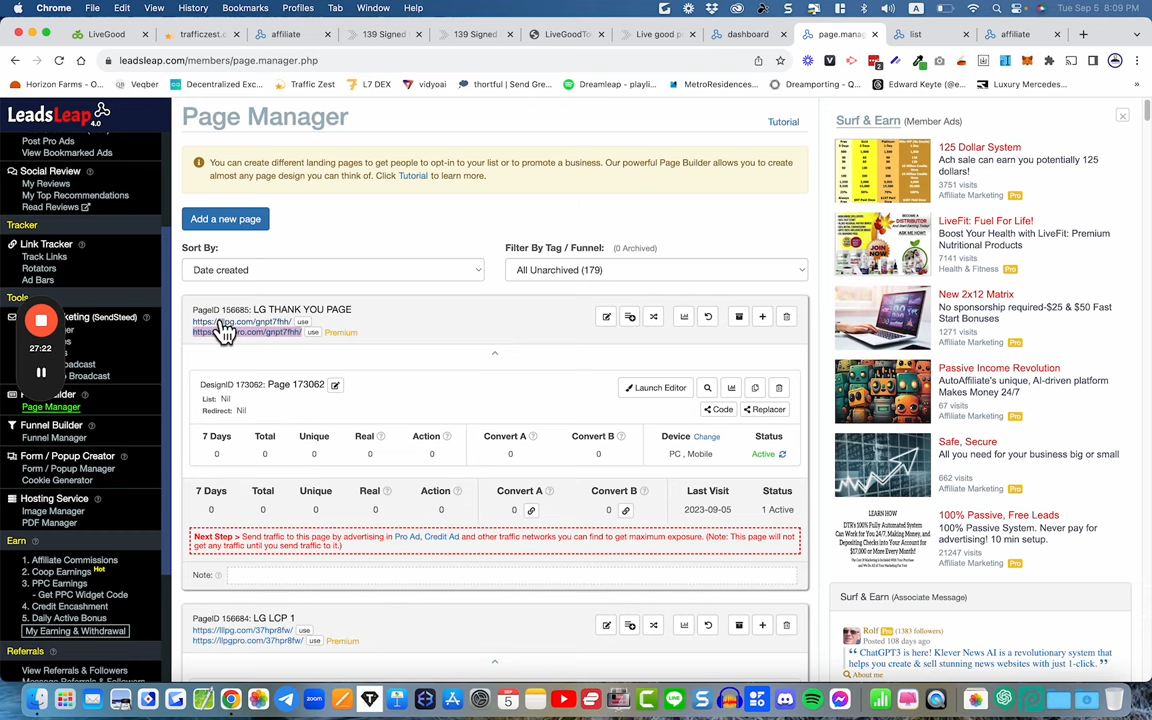 Chrome File Edit View History Bookmarks Profiles Tab Window Help
Tue Sep 5 8:09 PM
LiveGood
trafficzest.c
affiliate
139 Signed
139 Signed
LiveGoodTo
Live good p
dashboard
page.mana
list
affiliate
leadsleap.com/members/page.manager.php
Horizon Farms - O...
Veqber
Decentralized Exc...
Traffic Zest
L7 DEX
vidyoai
thortful | Send Gre...
Dreamping - playli...
MetroResidences...
Dreamporting - Q...
Edward Keyte (@e...
Luxury Mercedes...
LeadsLeap 4.0
Post Pro Ads
View Bookmarked Ads
Social Review
My Reviews
My Top Recommendations
Read Reviews
Tracker
Link Tracker
Track Links
Rotators
Ad Bars
Tools
keting (SendSteed)
27:22
adcast
o Broadcast
Page Manager
Funnel Builder
Funnel Manager
Form / Popup Creator
Form / Popup Manager
Cookie Generator
Hosting Service
Image Manager
PDF Manager
Earn
1. Affiliate Commissions
2. Coop Earnings Hot
3. PPC Earnings
- Get PPC Widget Code
4. Credit Encashment
5. Daily Active Bonus
My Earning & Withdrawal
Referrals
View Referrals & Followers
Page Manager
Tutorial
You can create different landing pages to get people to opt-in to your list or to promote a business. Our powerful Page Builder allows you to create
almost any page design you can think of. Click Tutorial to learn more.
Add a new page
Sort By:
Filter By Tag / Funnel: (0 Archived)
Date created
All Unarchived (179)
PageID 156685: LG THANK YOU PAGE
pg.com/gnpt7fhh/ use
ro.com/gnpt7fhh/ use Premium
DesignID 173062: Page 173062
List: Nil
Redirect: Nil
Launch Editor
Code
Replacer
7 Days Total Unique Real Action Convert A Convert B Device Change Status
0 0 0 0 0 0 0 PC , Mobile Active
7 Days Total Unique Real Action Convert A Convert B Last Visit Status
0 0 0 0 0 0 0 2023-09-05 1 Active
Next Step > Send traffic to this page by advertising in Pro Ad, Credit Ad and other traffic networks you can find to get maximum exposure. (Note: This page will not
get any traffic until you send traffic to it.)
Note:
PageID 156684: LG LCP 1
https://llpg.com/37hpr8fw/ use
https://llpgpro.com/37hpr8fw/ use Premium
Surf & Earn (Member Ads)
125 Dollar System
Ach sale can earn you potentially 125
dollars!
3751 visits
Affiliate Marketing Pro
LiveFit: Fuel For Life!
Boost Your Health with LiveFit: Premium
Nutritional Products
7141 visits
Health & Fitness Pro
New 2x12 Matrix
No sponsorship required-$25 & $50 Fast
Start Bonuses
1271 visits
Affiliate Marketing Pro
Passive Income Revolution
AutoAffiliate's unique, AI-driven platform
Makes Money 24/7
67 visits
Affiliate Marketing Pro
Safe, Secure
All you need for your business big or small
662 visits
Affiliate Marketing Pro
LEARN HOW
100% Passive, Free Leads
100% Passive System. Never pay for
advertising! 10 min setup.
21247 visits
Affiliate Marketing Pro
Surf & Earn (Associate Message)
Rolf Pro (1383 followers)
Posted 108 days ago
ChatGPT3 is here! Klever News AI is a revolutionary system that
helps you create & sell stunning news websites with just 1-click.
About me